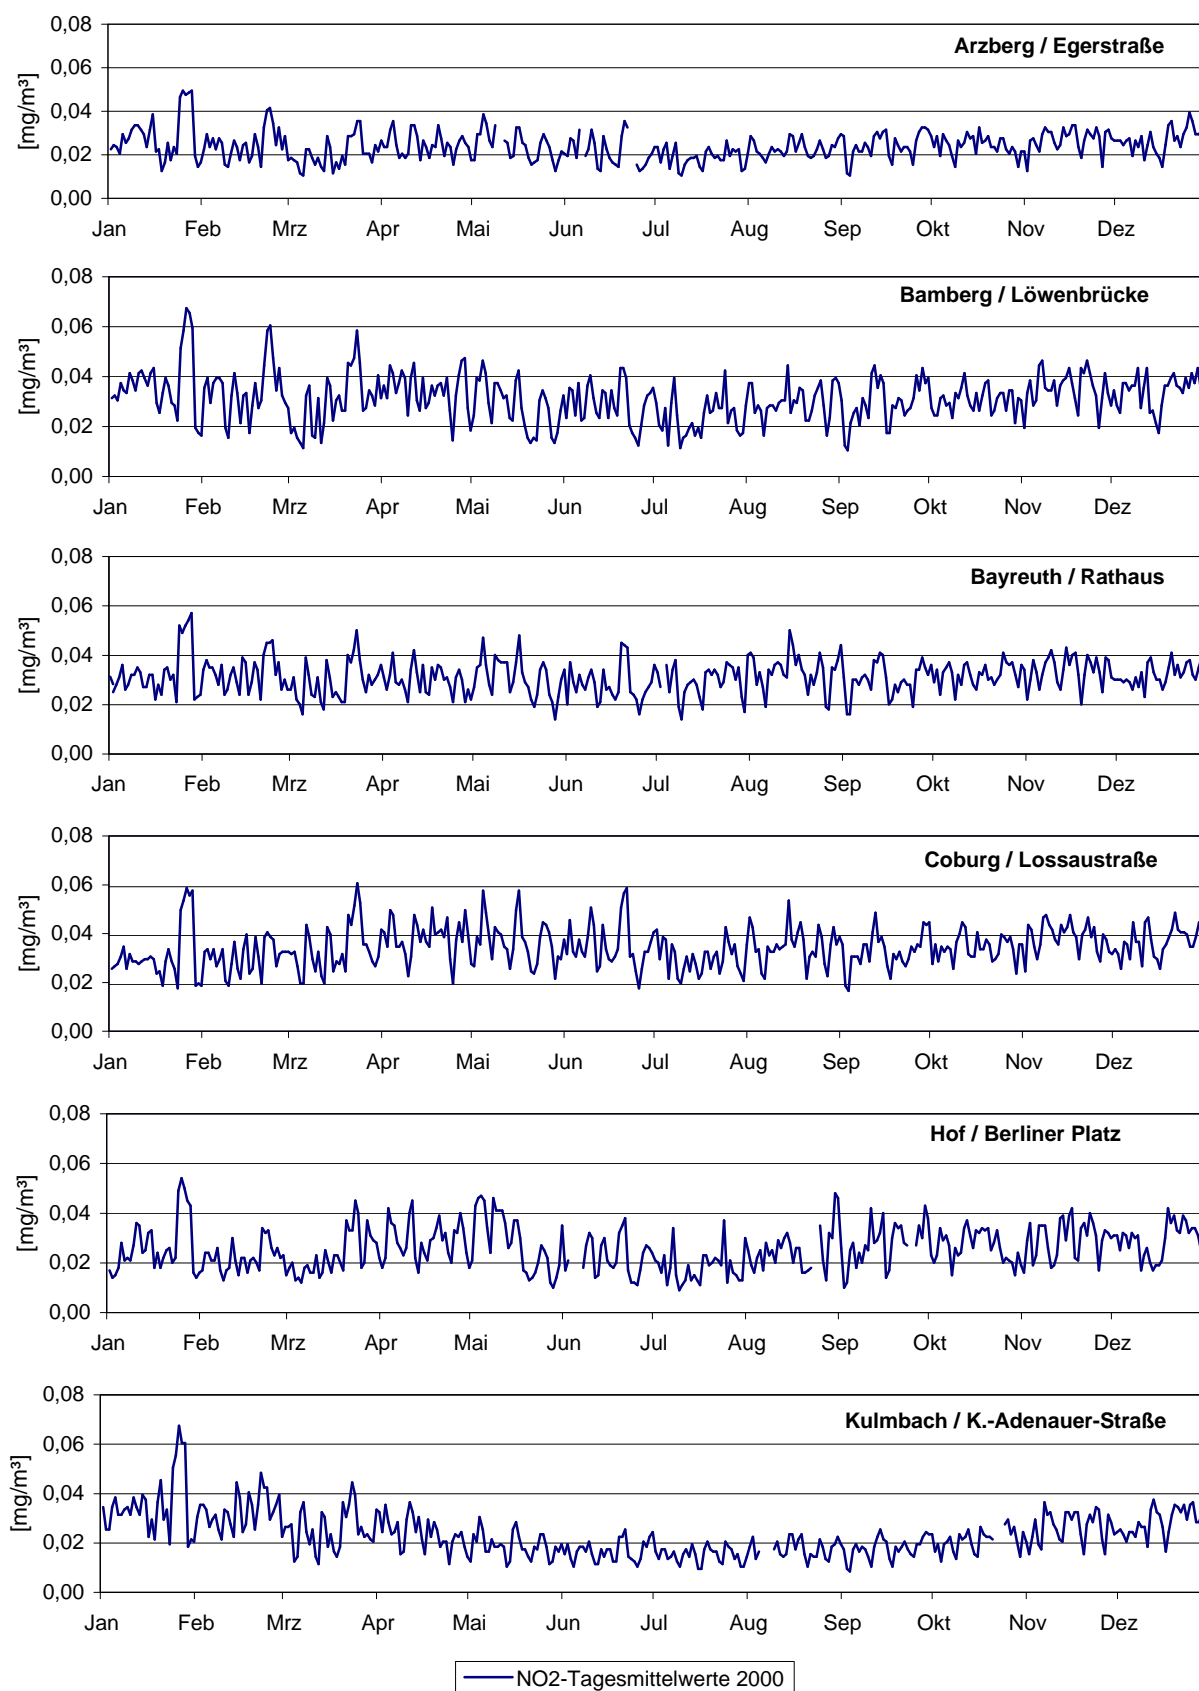 0,08
Arzberg / Egerstraße
0,06
0,04
0,02
0,00
[mg/m³]
Jan Feb Mrz Apr Mai Jun Jul Aug Sep Okt Nov Dez
0,08
Bamberg / Löwenbrücke
0,06
0,04
0,02
0,00
[mg/m³]
Jan Feb Mrz Apr Mai Jun Jul Aug Sep Okt Nov Dez
0,08
Bayreuth / Rathaus
0,06
0,04
0,02
0,00
[mg/m³]
Jan Feb Mrz Apr Mai Jun Jul Aug Sep Okt Nov Dez
0,08
Coburg / Lossaustraße
0,06
0,04
0,02
0,00
[mg/m³]
Jan Feb Mrz Apr Mai Jun Jul Aug Sep Okt Nov Dez
0,08
Hof / Berliner Platz
0,06
0,04
0,02
0,00
[mg/m³]
Jan Feb Mrz Apr Mai Jun Jul Aug Sep Okt Nov Dez
0,08
Kulmbach / K.-Adenauer-Straße
0,06
0,04
0,02
0,00
[mg/m³]
Jan Feb Mrz Apr Mai Jun Jul Aug Sep Okt Nov Dez
NO2-Tagesmittelwerte 2000